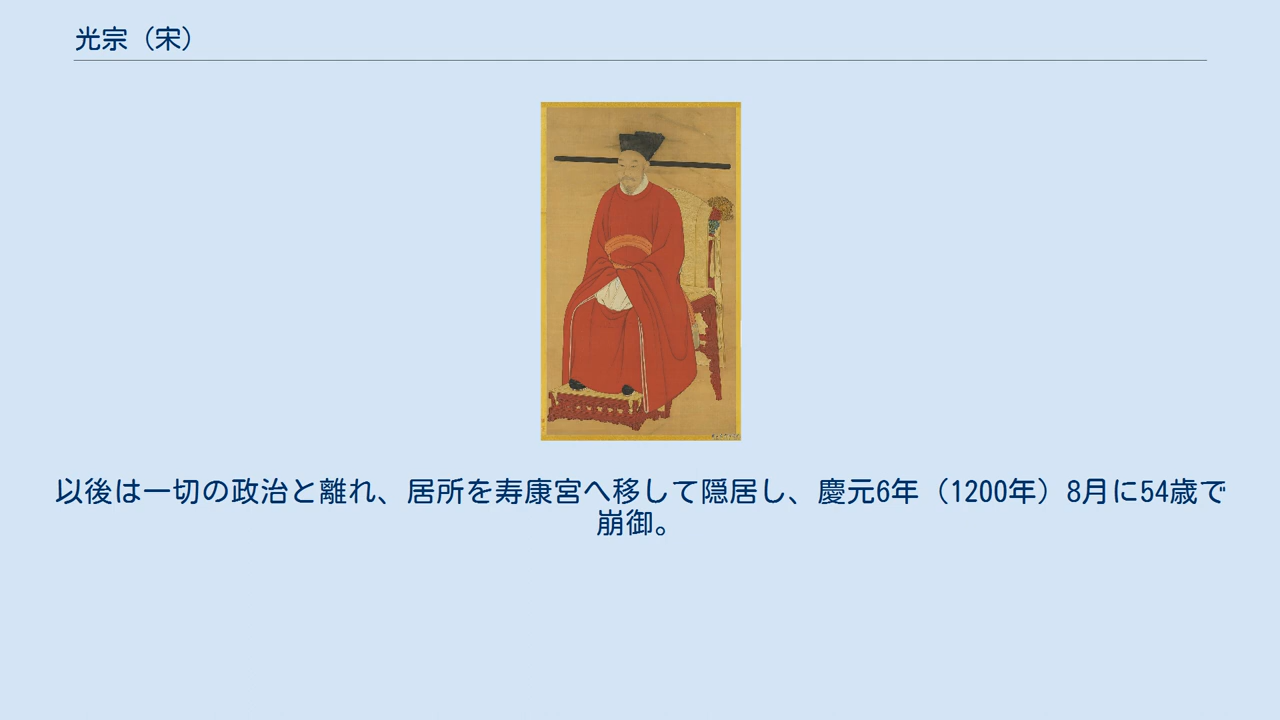 光宗（宋）
以後は一切の政治と離れ、居所を寿康宮へ移して隠居し、慶元6年（1200年）8月に54歳で
崩御。